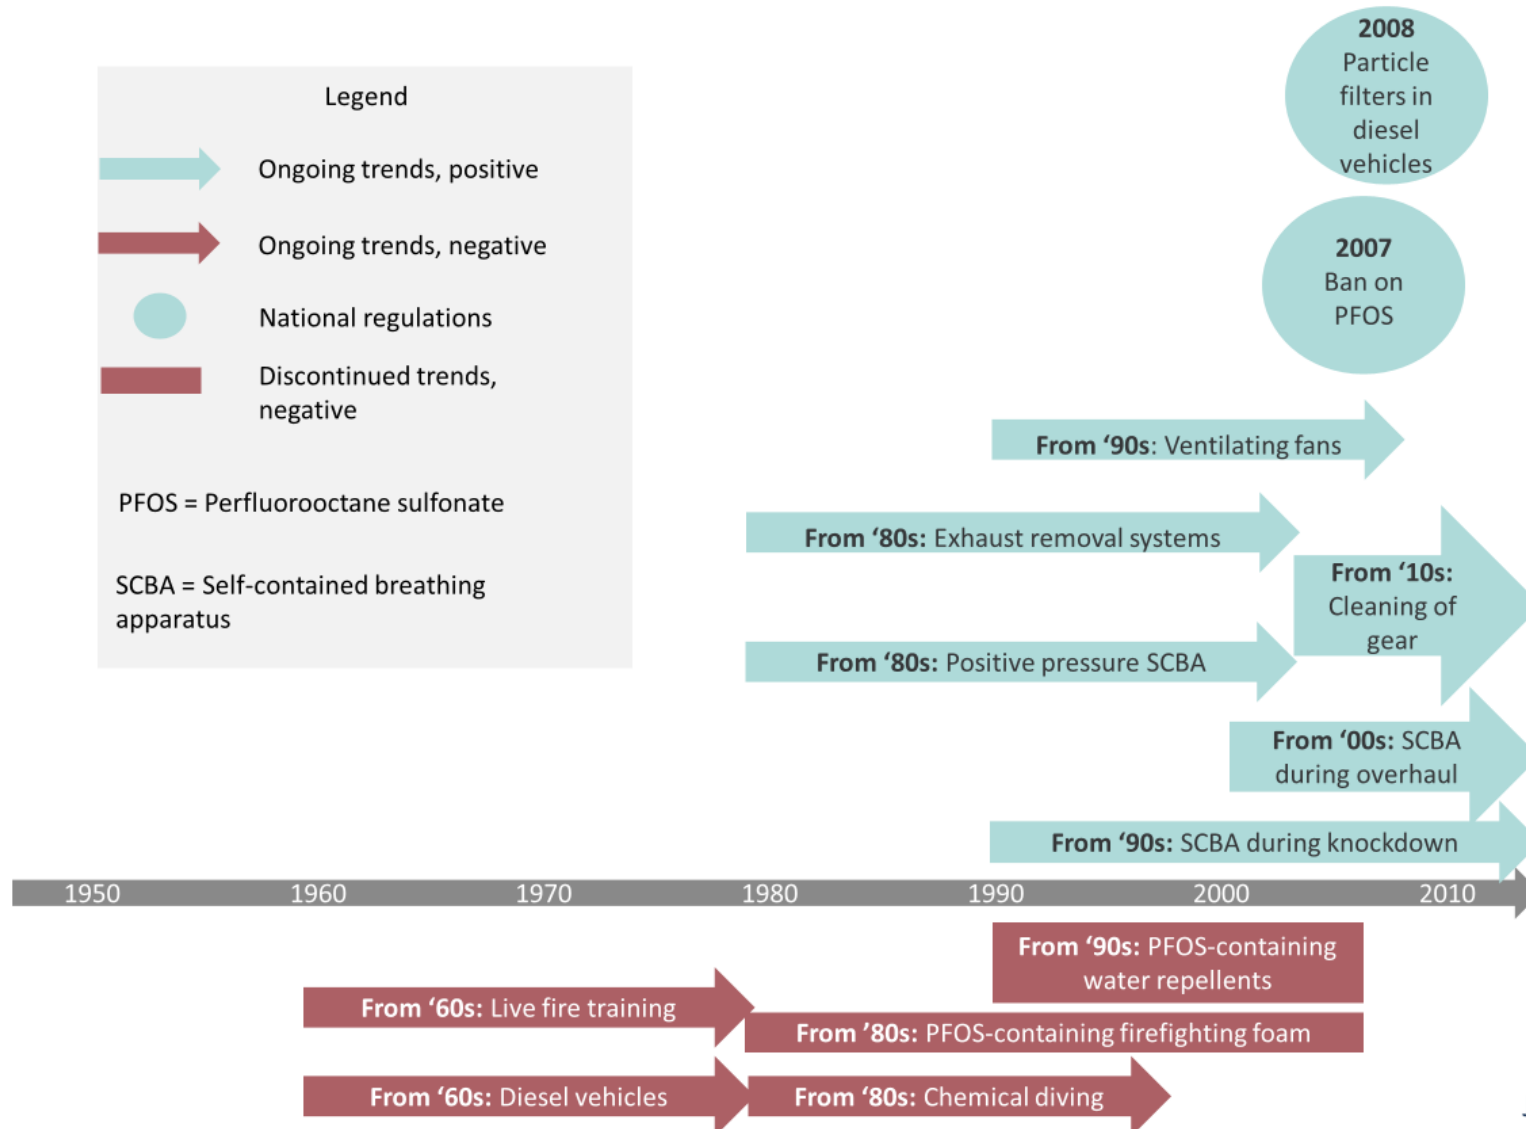 Legend
Ongoing trends, positive
Ongoing trends, negative
National regulations
Discontinued trends,
negative
PFOS = Perfluorooctane sulfonate
SCBA = Self-contained breathing
apparatus
2008
Particle
filters in
diesel
vehicles
2007
Ban on
PFOS
From ‘90s: Ventilating fans
From ‘80s: Exhaust removal systems
From ‘10s:
Cleaning of
gear
From ‘80s: Positive pressure SCBA
From ‘00s: SCBA
during overhaul
From ‘90s: SCBA during knockdown
1950 1960 1970 1980 1990 2000 2010
From ‘90s: PFOS-containing
water repellents
From ‘60s: Live fire training
From ’80s: PFOS-containing firefighting foam
From ‘60s: Diesel vehicles
From ‘80s: Chemical diving